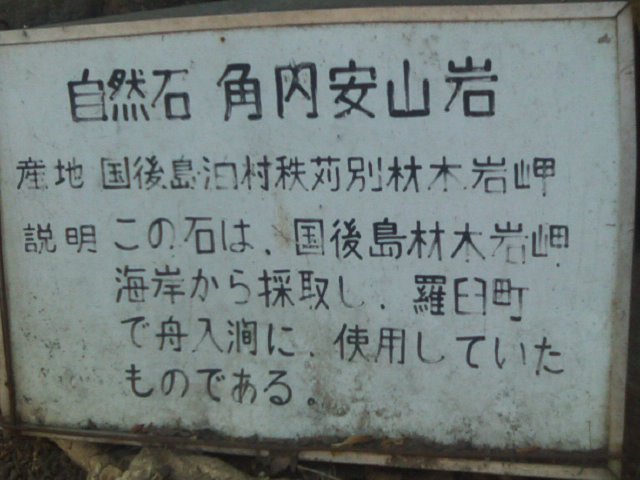 自然石 角内安山岩
産地 国後島泊村秩苅別材木岩岬
説明 この石は、国後島材木岩岬
海岸から採取し、羅臼町
で舟入澗に、使用していた
ものである。